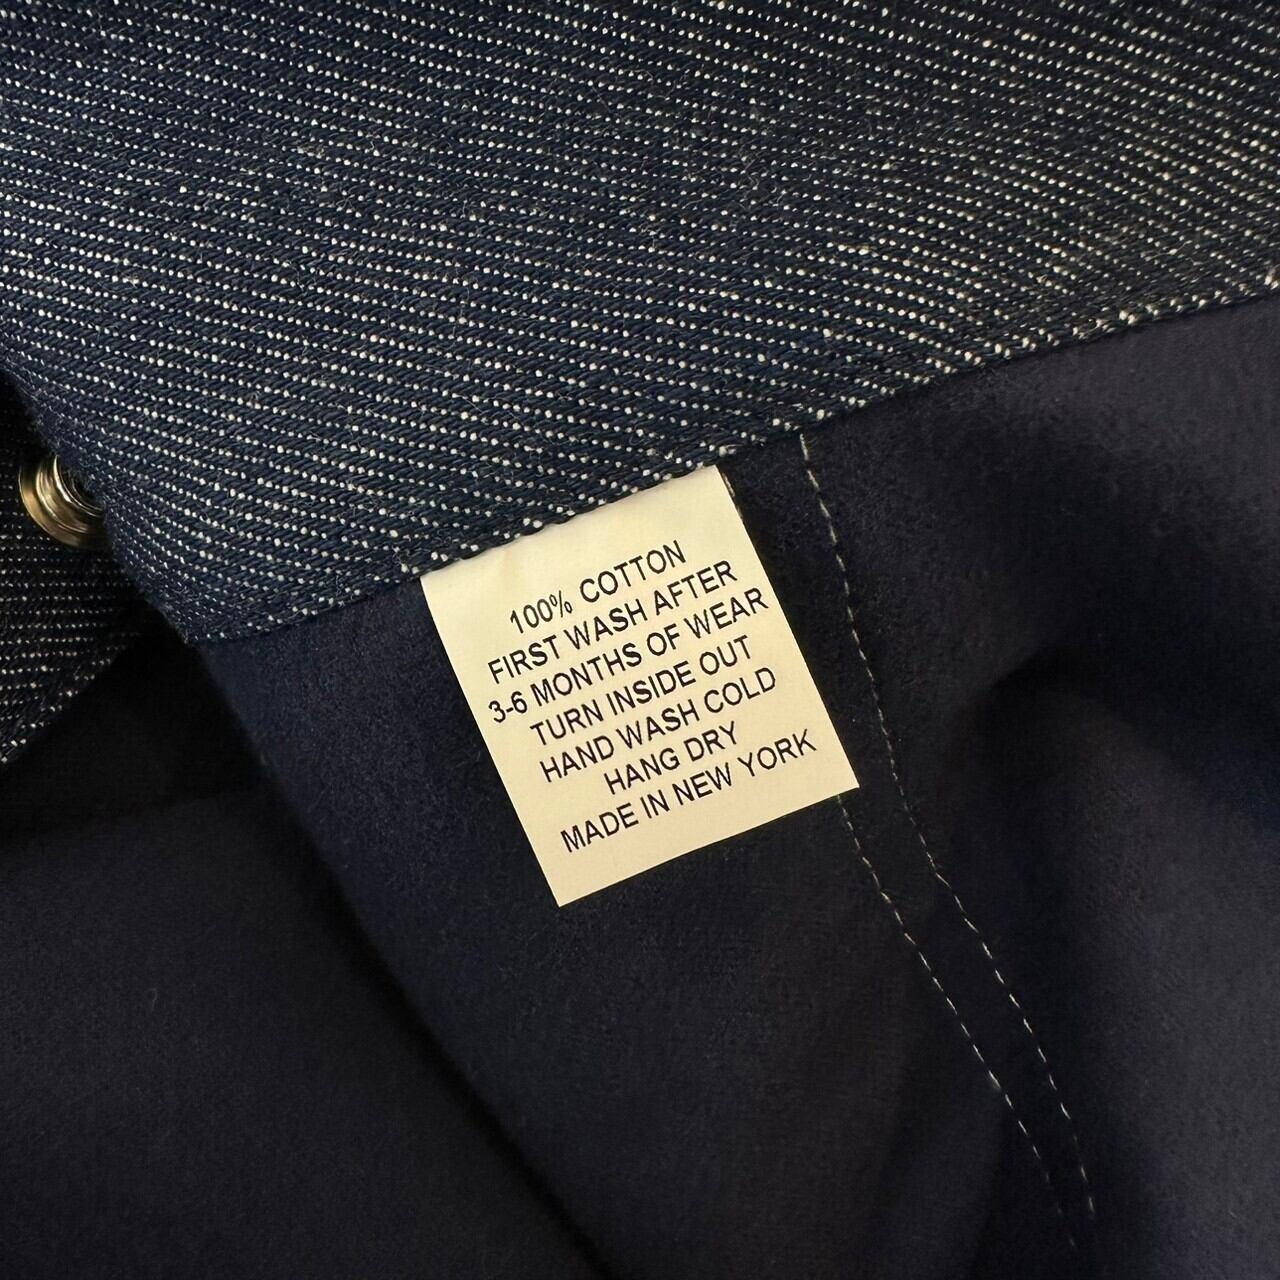 100% COTTON
FIRST WASH AFTER
3-6 MONTHS OF WEAR
TURN INSIDE OUT
HAND WASH COLD
HANG DRY
MADE IN NEW YORK